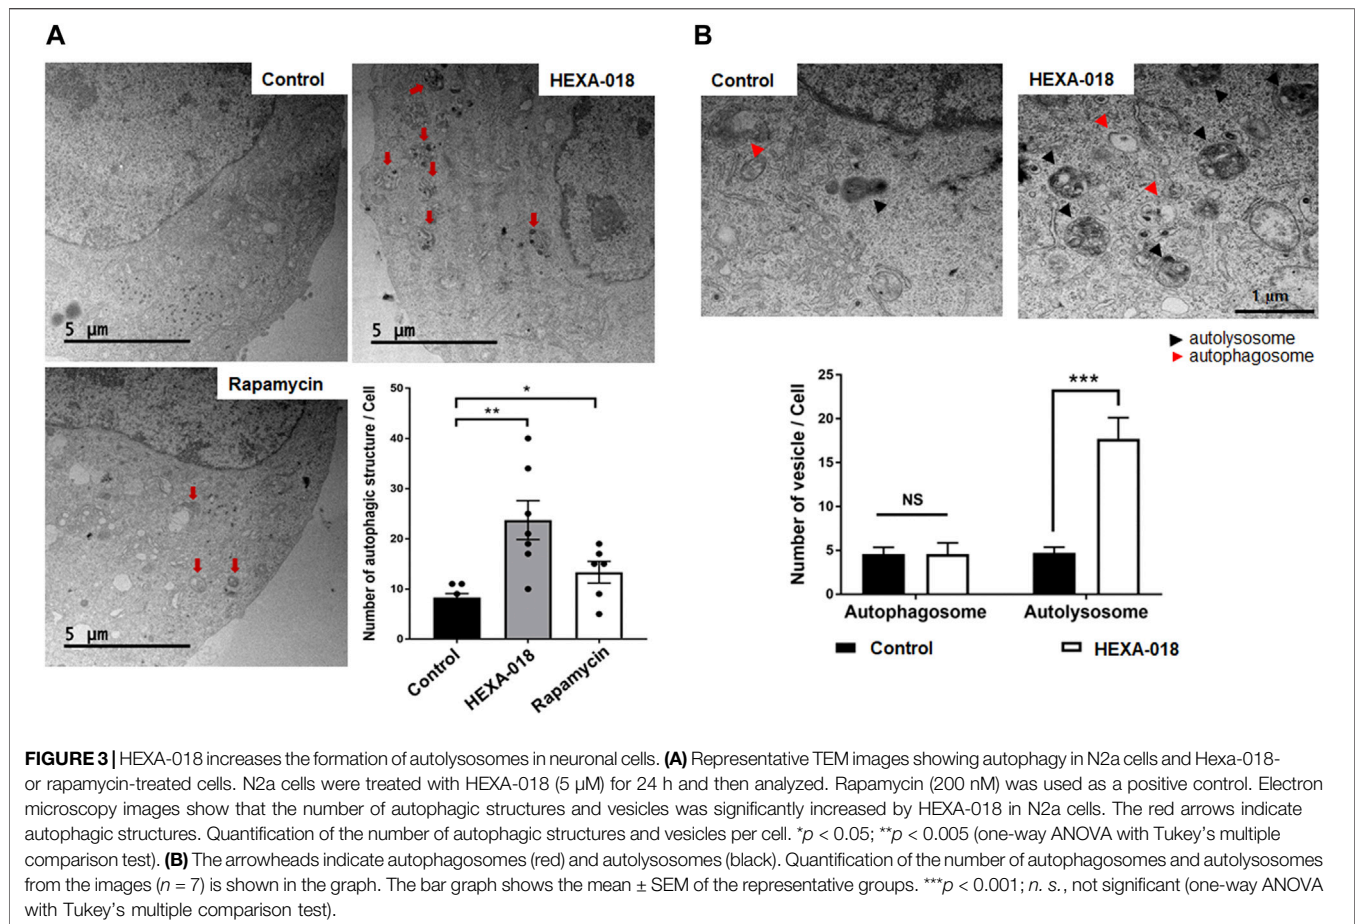 A
B
Control
HEXA-018
5 µm
5 µm
Rapamycin
5 µm
Number of autophagic structure / Cell
50
40
30
20
10
0
*
**
Control
HEXA-018
Rapamycin
Control
HEXA-018
1 µm
autolysosome
autophagosome
Number of vesicle / Cell
25
20
15
10
5
0
NS
***
Autophagosome
Autolysosome
Control
HEXA-018
FIGURE 3 | HEXA-018 increases the formation of autolysosomes in neuronal cells. (A) Representative TEM images showing autophagy in N2a cells and Hexa-018-
or rapamycin-treated cells. N2a cells were treated with HEXA-018 (5 µM) for 24 h and then analyzed. Rapamycin (200 nM) was used as a positive control. Electron
microscopy images show that the number of autophagic structures and vesicles was significantly increased by HEXA-018 in N2a cells. The red arrows indicate
autophagic structures. Quantification of the number of autophagic structures and vesicles per cell. *p < 0.05; **p < 0.005 (one-way ANOVA with Tukey's multiple
comparison test). (B) The arrowheads indicate autophagosomes (red) and autolysosomes (black). Quantification of the number of autophagosomes and autolysosomes
from the images (n = 7) is shown in the graph. The bar graph shows the mean ± SEM of the representative groups. ***p < 0.001; n. s., not significant (one-way ANOVA
with Tukey's multiple comparison test).